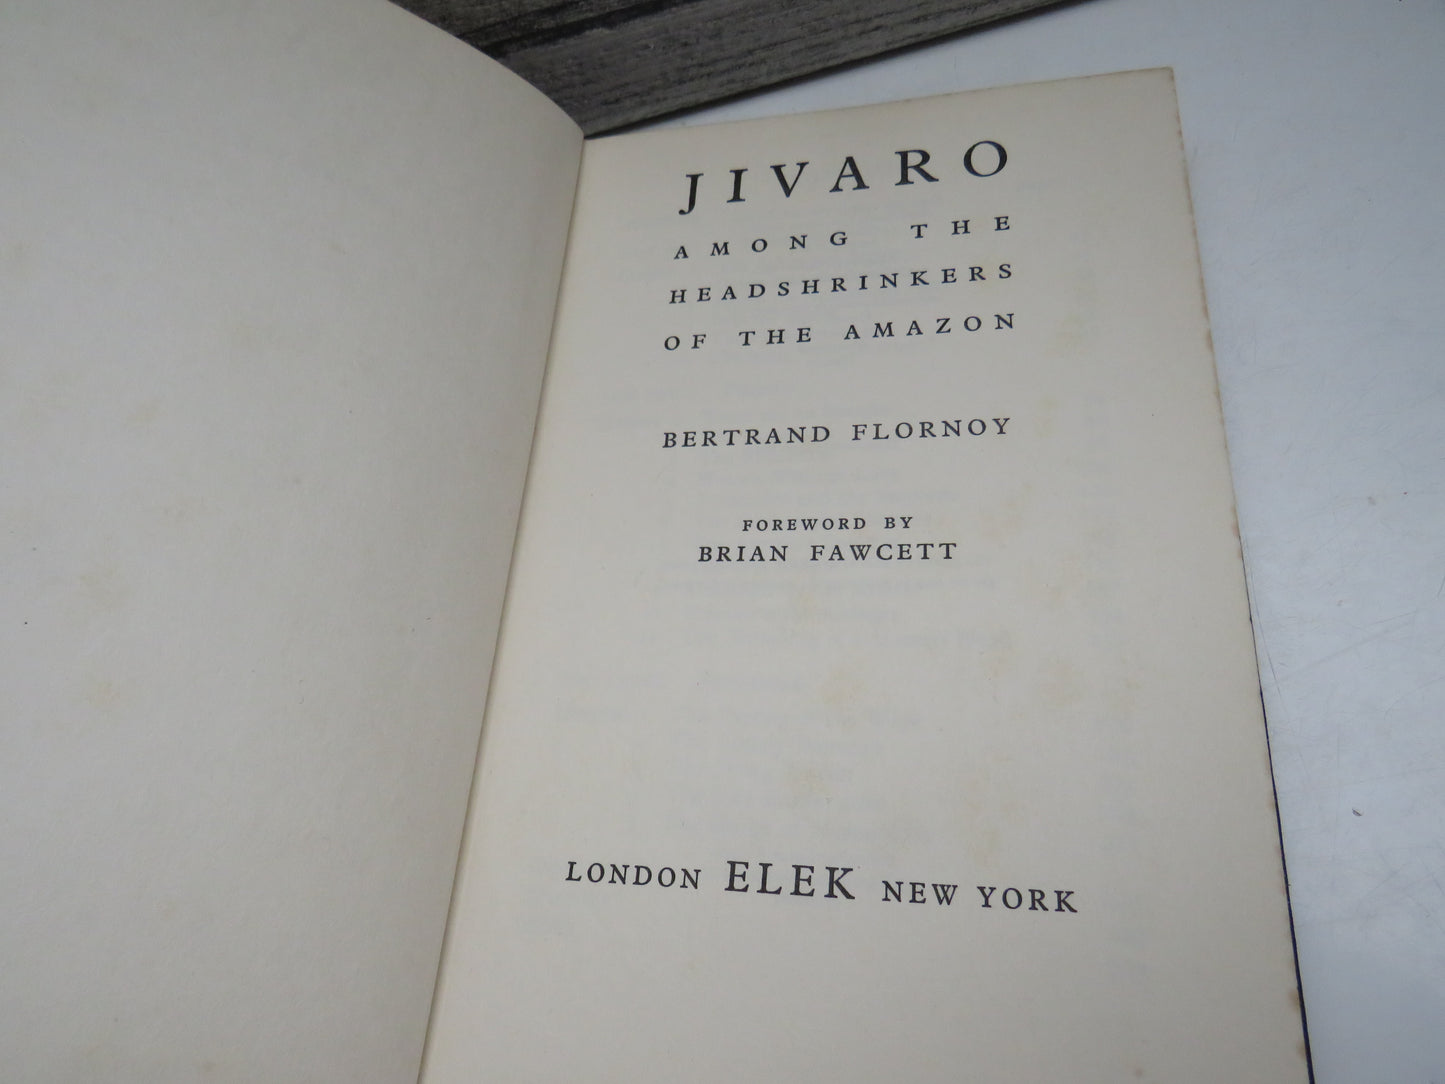 JIVARO
AMONG THE
HEADSHRINKERS
OF THE AMAZON
BERTRAND FLORNOY
FOREWORD BY
BRIAN FAWCETT
LONDON ELEK NEW YORK